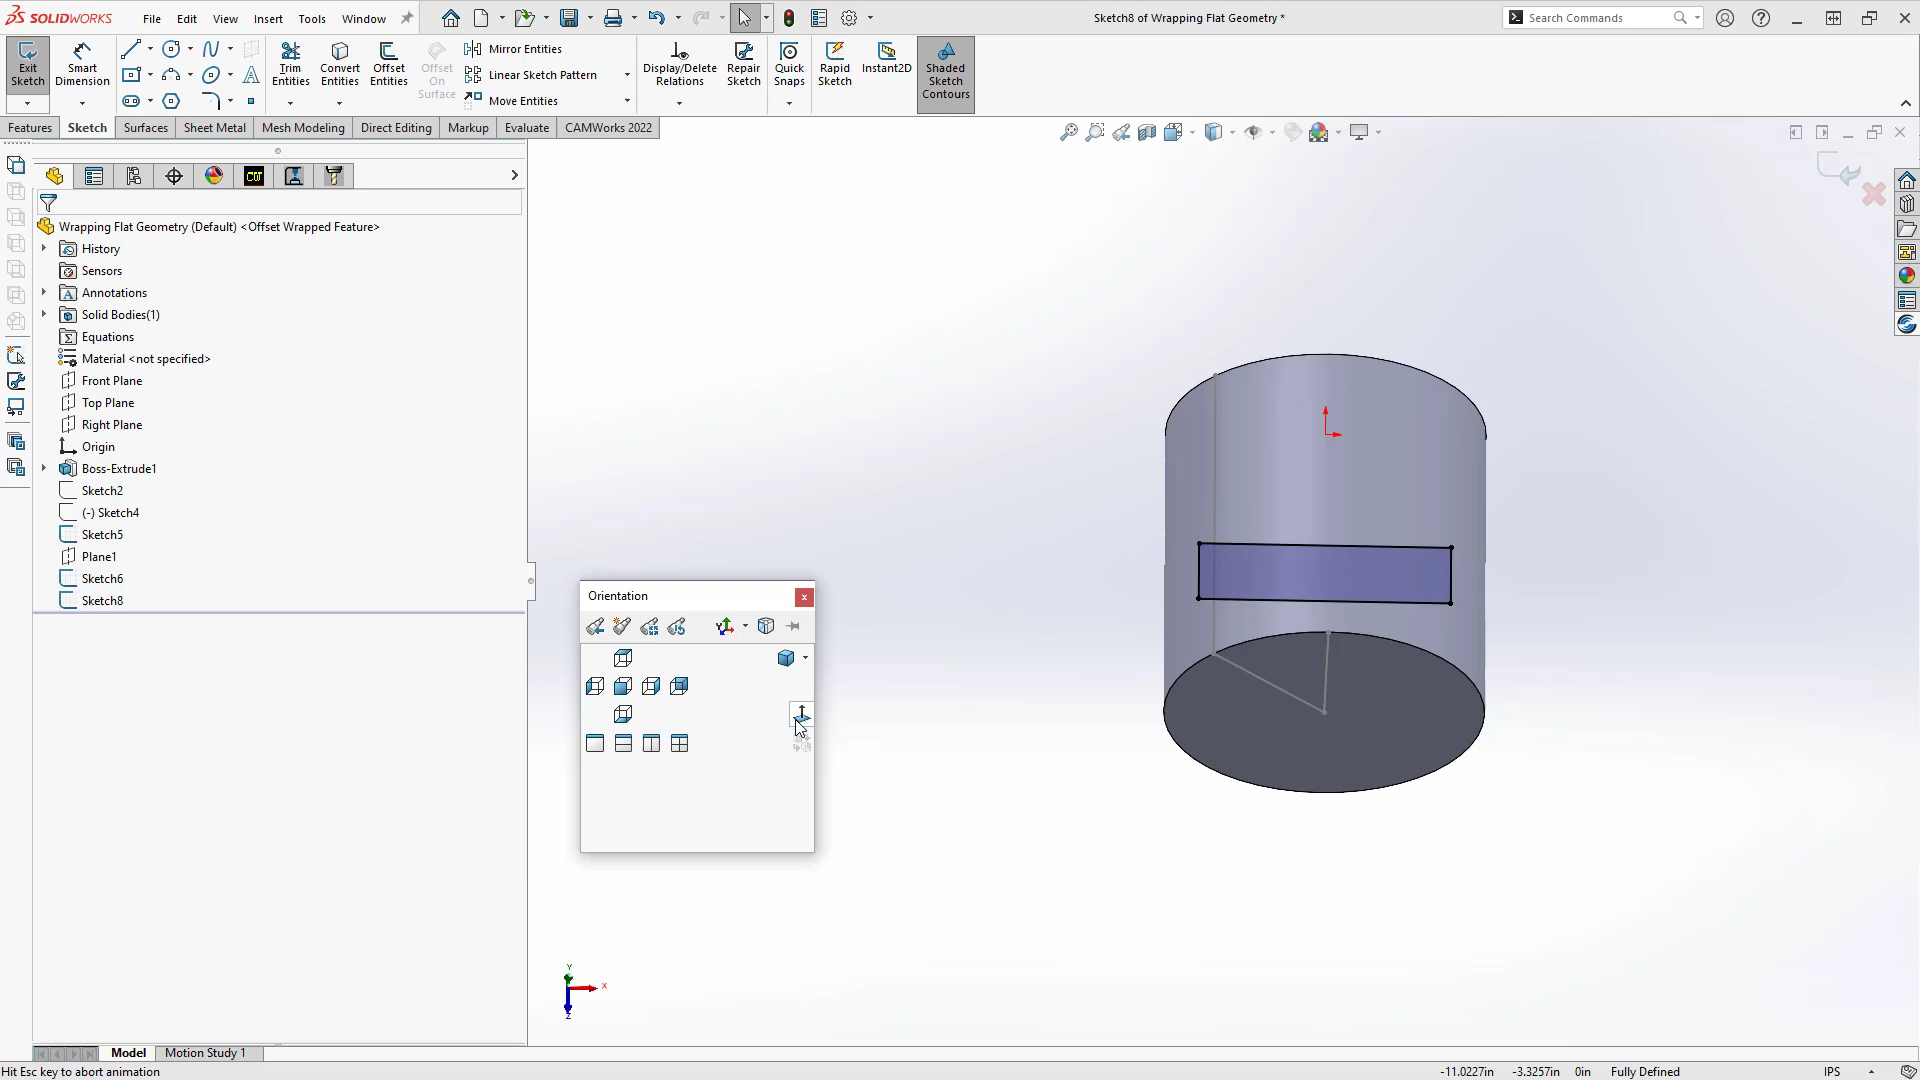 SOLIDWORKS File Edit View Insert Tools Window Sketch8 of Wrapping Flat Geometry * Search Commands
Exit Sketch
Smart Dimension
Trim Entities
Convert Entities
Offset Entities
Offset On Surface
Mirror Entities
Linear Sketch Pattern
Move Entities
Display/Delete Relations
Repair Sketch
Quick Snaps
Rapid Sketch
Instant2D
Shaded Sketch Contours
Features Sketch Surfaces Sheet Metal Mesh Modeling Direct Editing Markup Evaluate CAMWorks 2022
CW
Wrapping Flat Geometry (Default) <Offset Wrapped Feature>
History
Sensors
Annotations
Solid Bodies(1)
Equations
Material <not specified>
Front Plane
Top Plane
Right Plane
Origin
Boss-Extrude1
Sketch2
(-) Sketch4
Sketch5
Plane1
Sketch6
Sketch8
Orientation
Y
X
Z
Model Motion Study 1
Hit Esc key to abort animation -11.0227in -3.3257in 0in Fully Defined IPS